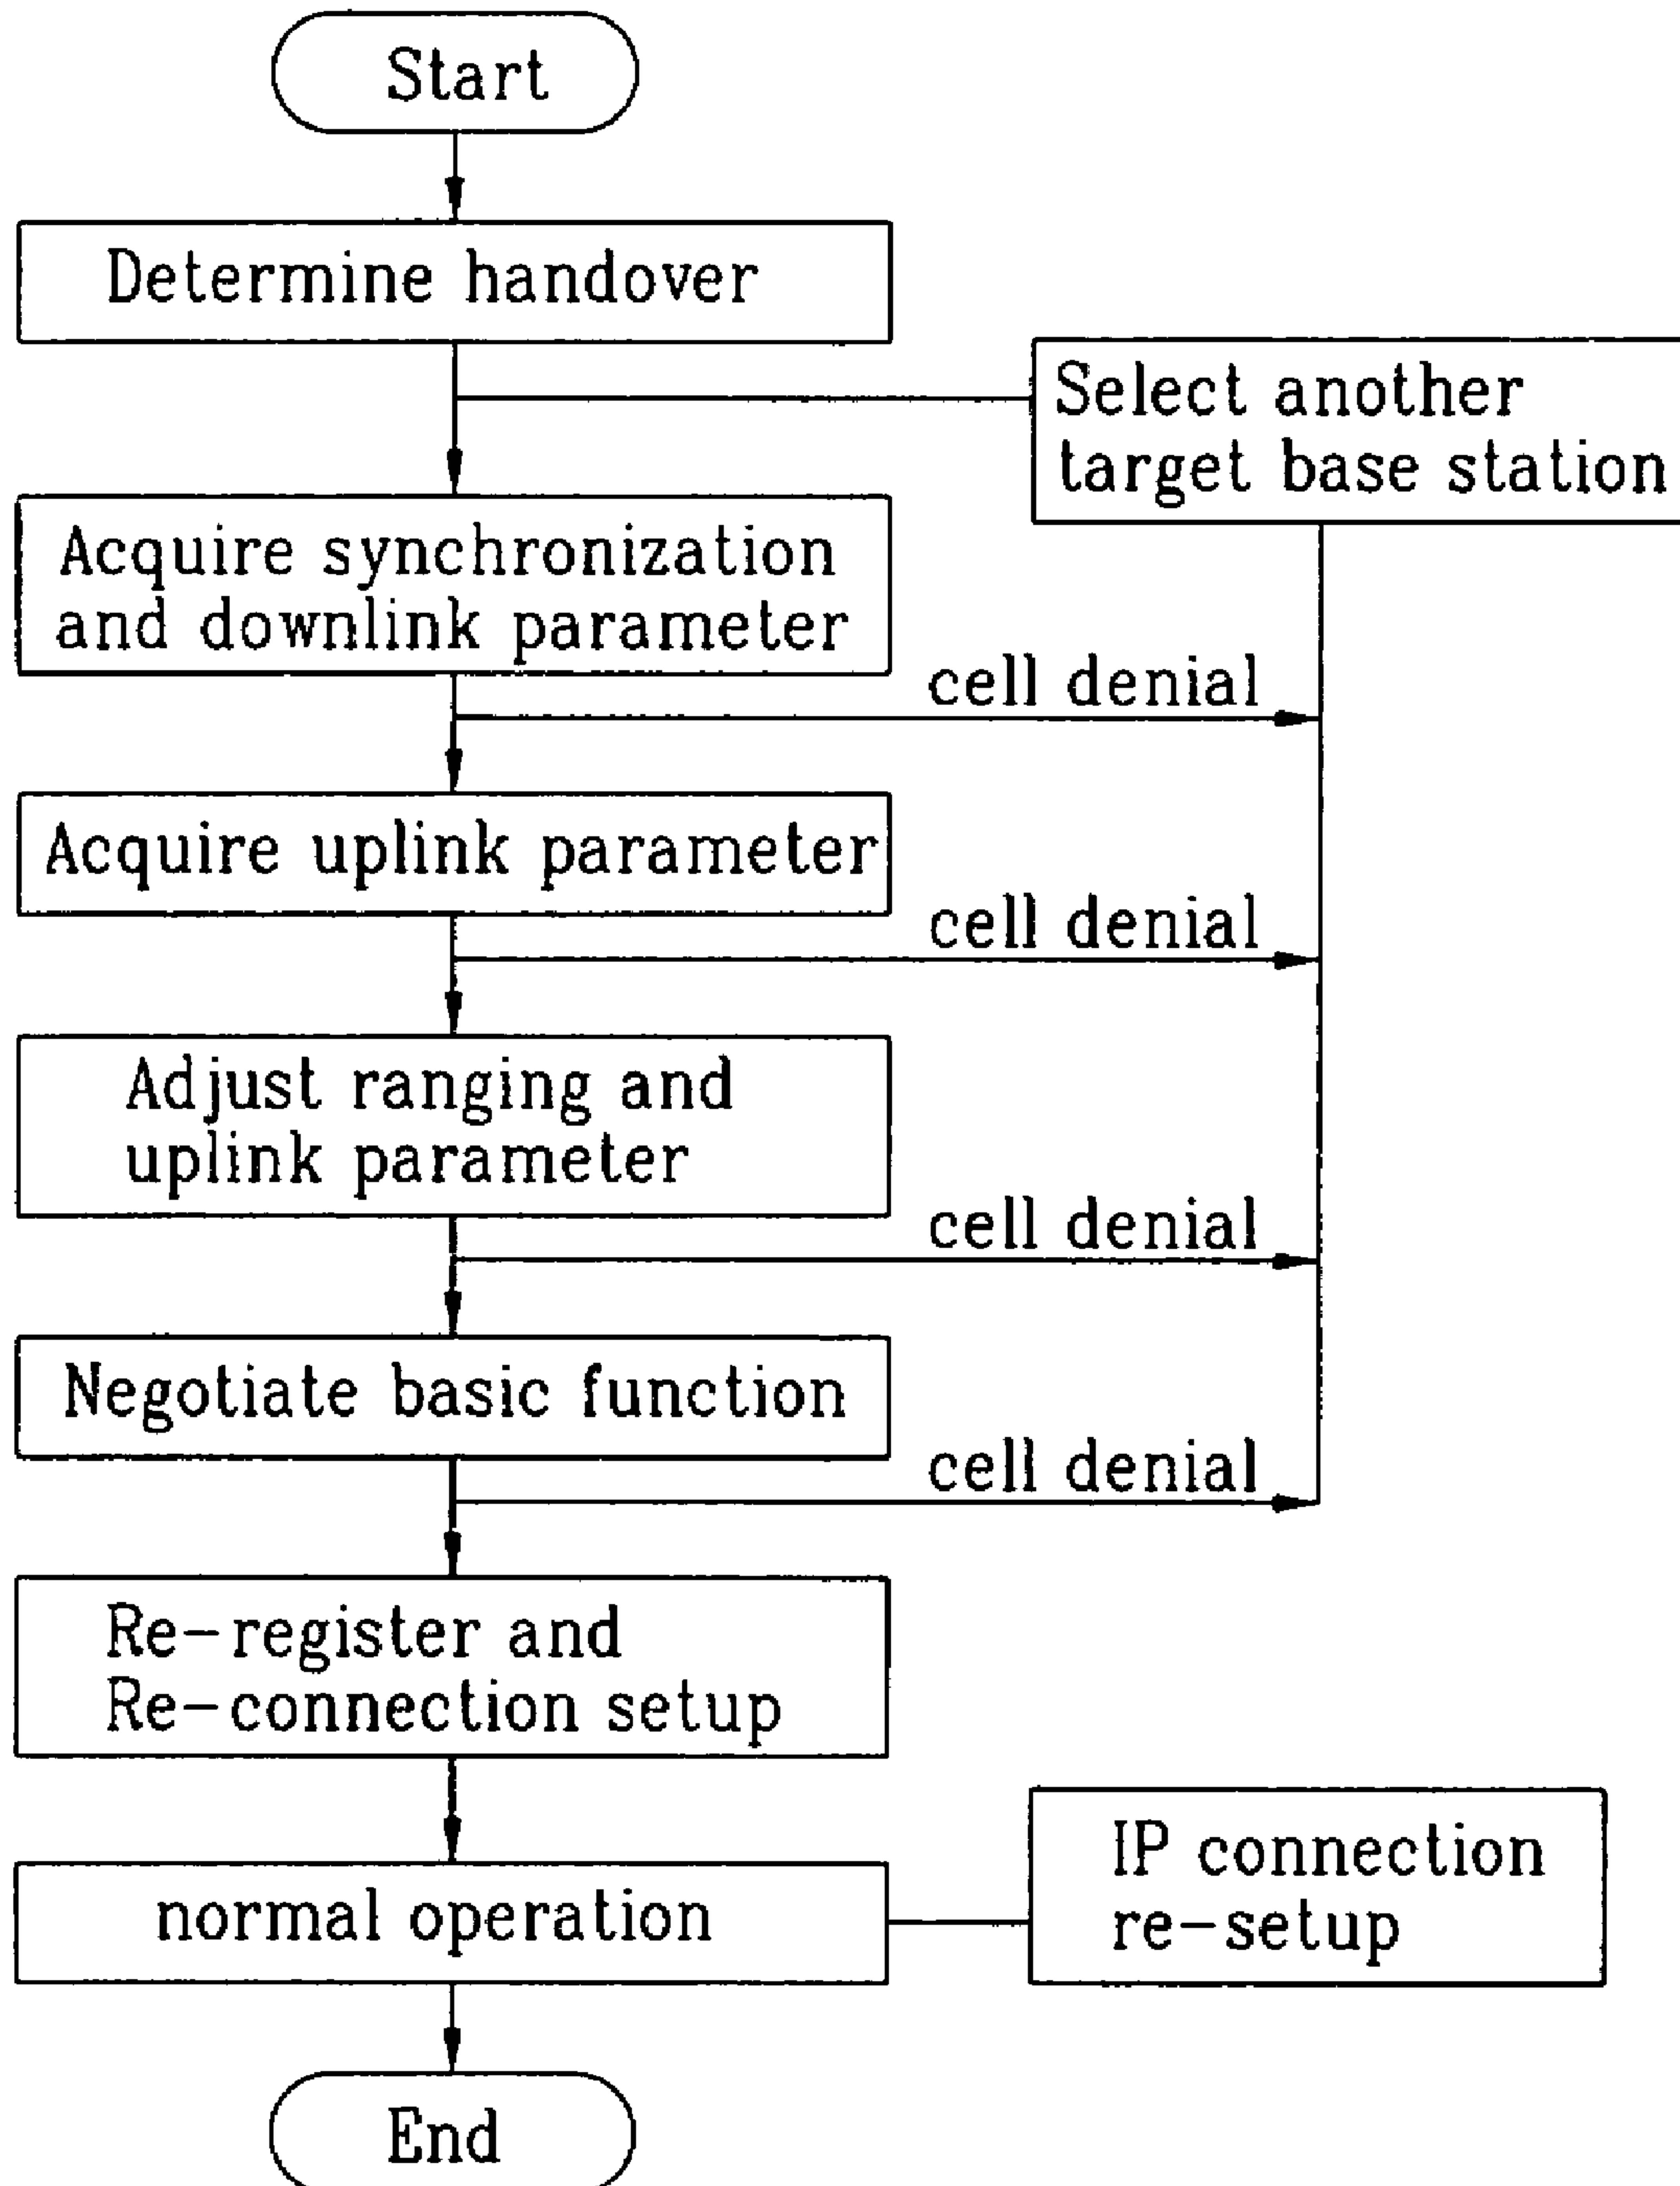 Start
Determine handover
Select another
target base station
Acquire synchronization
and downlink parameter
cell denial
Acquire uplink parameter
cell denial
Adjust ranging and
uplink parameter
cell denial
Negotiate basic function
cell denial
Re-register and
Re-connection setup
normal operation
IP connection
re-setup
End